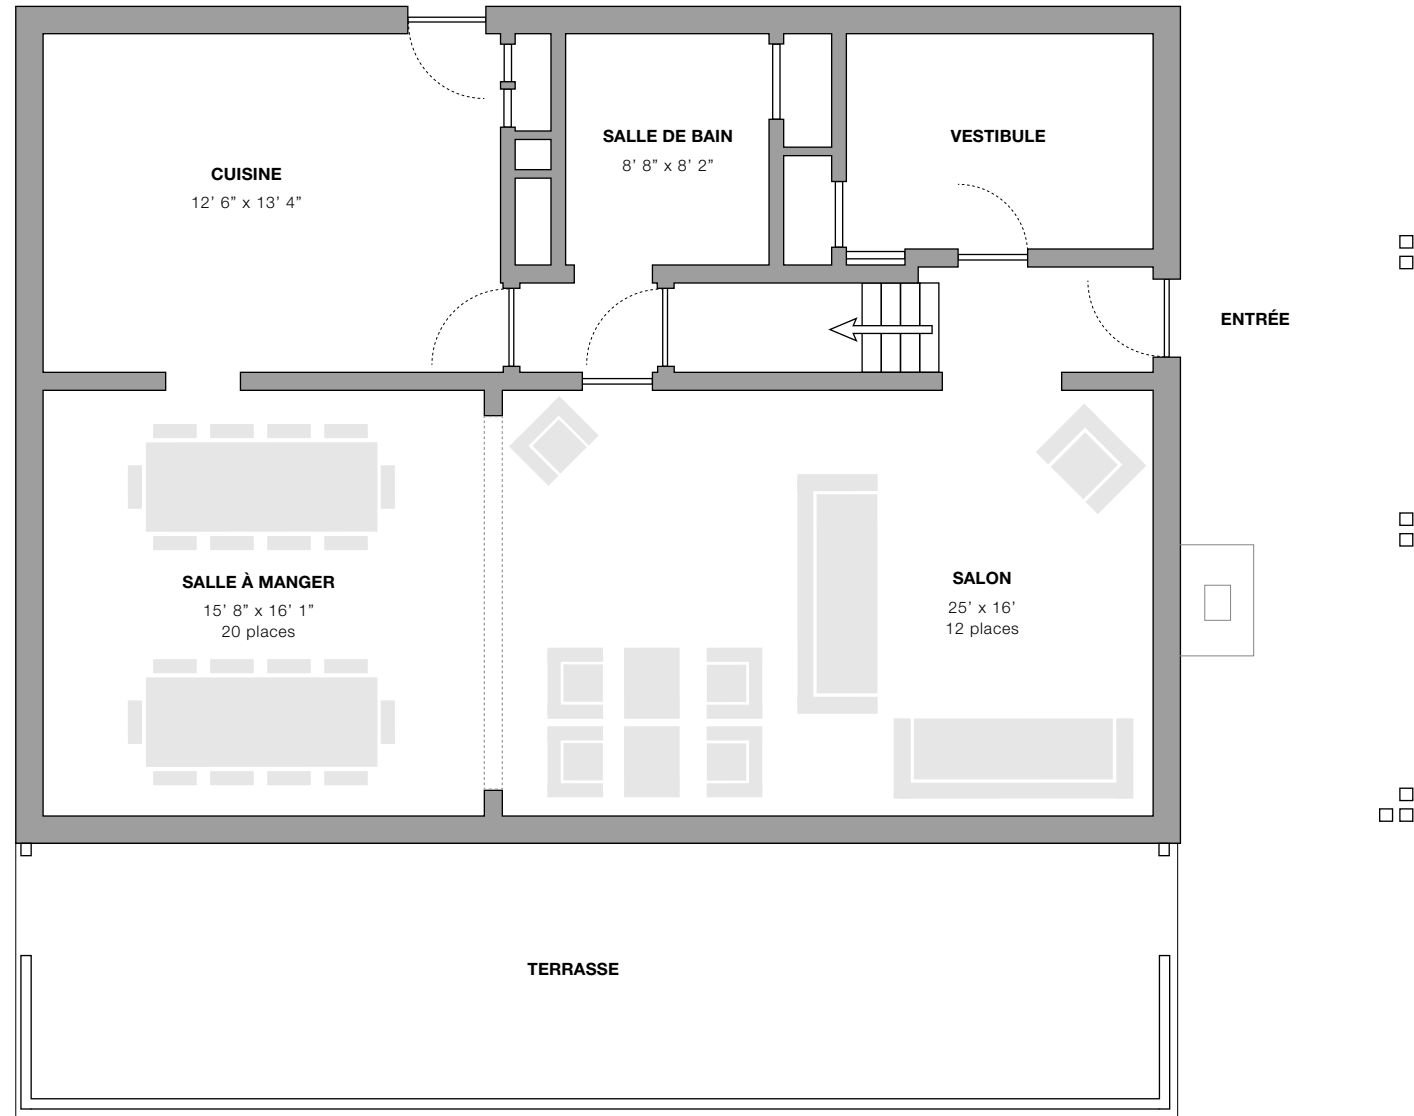 SALLE DE BAIN
8’ 8” x 8’ 2”
VESTIBULE
CUISINE
12’ 6” x 13’ 4”
ENTRÉE
SALLE À MANGER
15’ 8” x 16’ 1”
20 places
SALON
25’ x 16’
12 places
TERRASSE